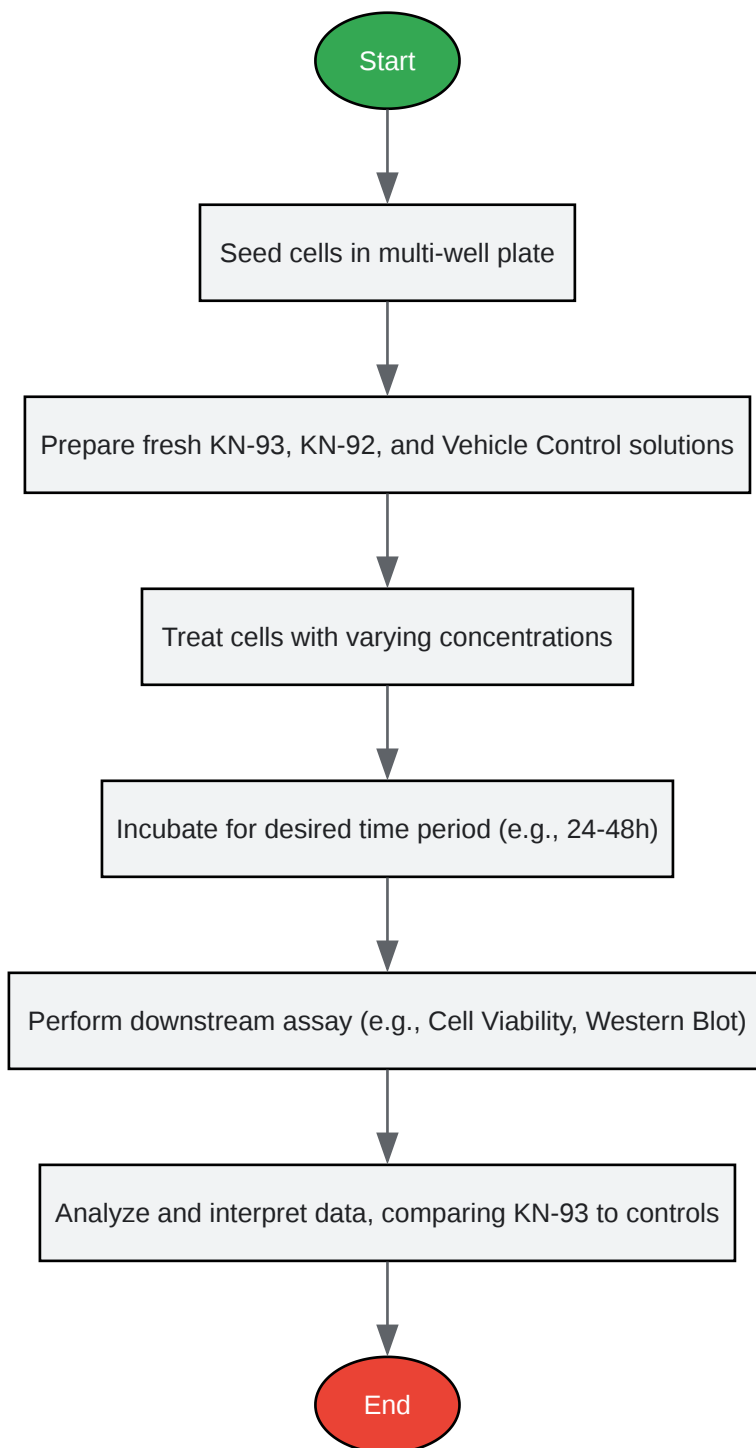 Start
Seed cells in multi-well plate
Prepare fresh KN-93, KN-92, and Vehicle Control solutions
Treat cells with varying concentrations
Incubate for desired time period (e.g., 24-48h)
Perform downstream assay (e.g., Cell Viability, Western Blot)
Analyze and interpret data, comparing KN-93 to controls
End